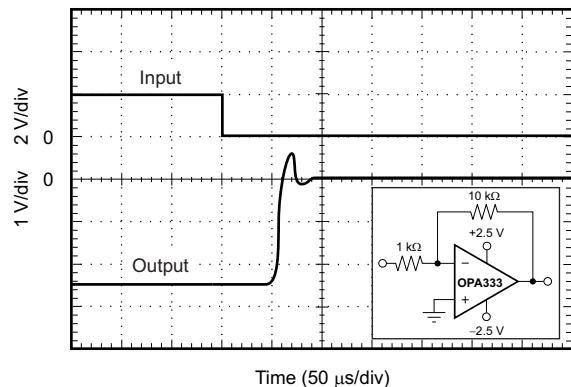 Input
2 V/div
0
0
1 V/div
Output
10 kΩ
+2.5 V
1 kΩ
−
OPA333
+
−2.5 V
Time (50 μs/div)